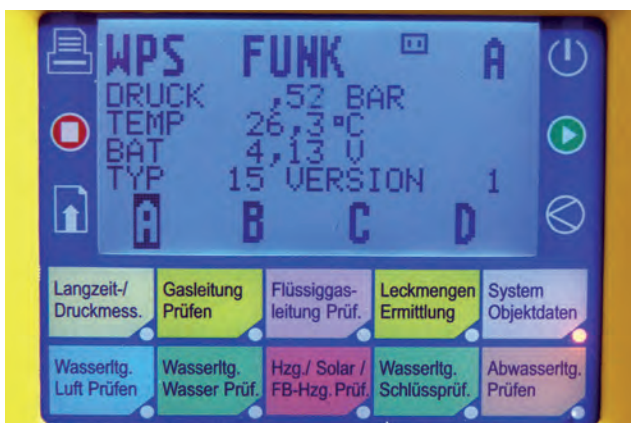 WPS FUNK A
DRUCK ,52 BAR
TEMP 26,3 °C
BAT 4,13 V
TYP 15 VERSION 1
A B C D
Langzeit-/
Druckmess.
Gasleitung
Prüfen
Flüssiggas-
leitung Prüf.
Leckmengen
Ermittlung
System
Objektdaten
Wasserltg.
Luft Prüfen
Wasserltg.
Wasser Prüf.
Hzg./ Solar /
FB-Hzg. Prüf.
Wasserltg.
Schlüssprüf.
Abwasserltg.
Prüfen